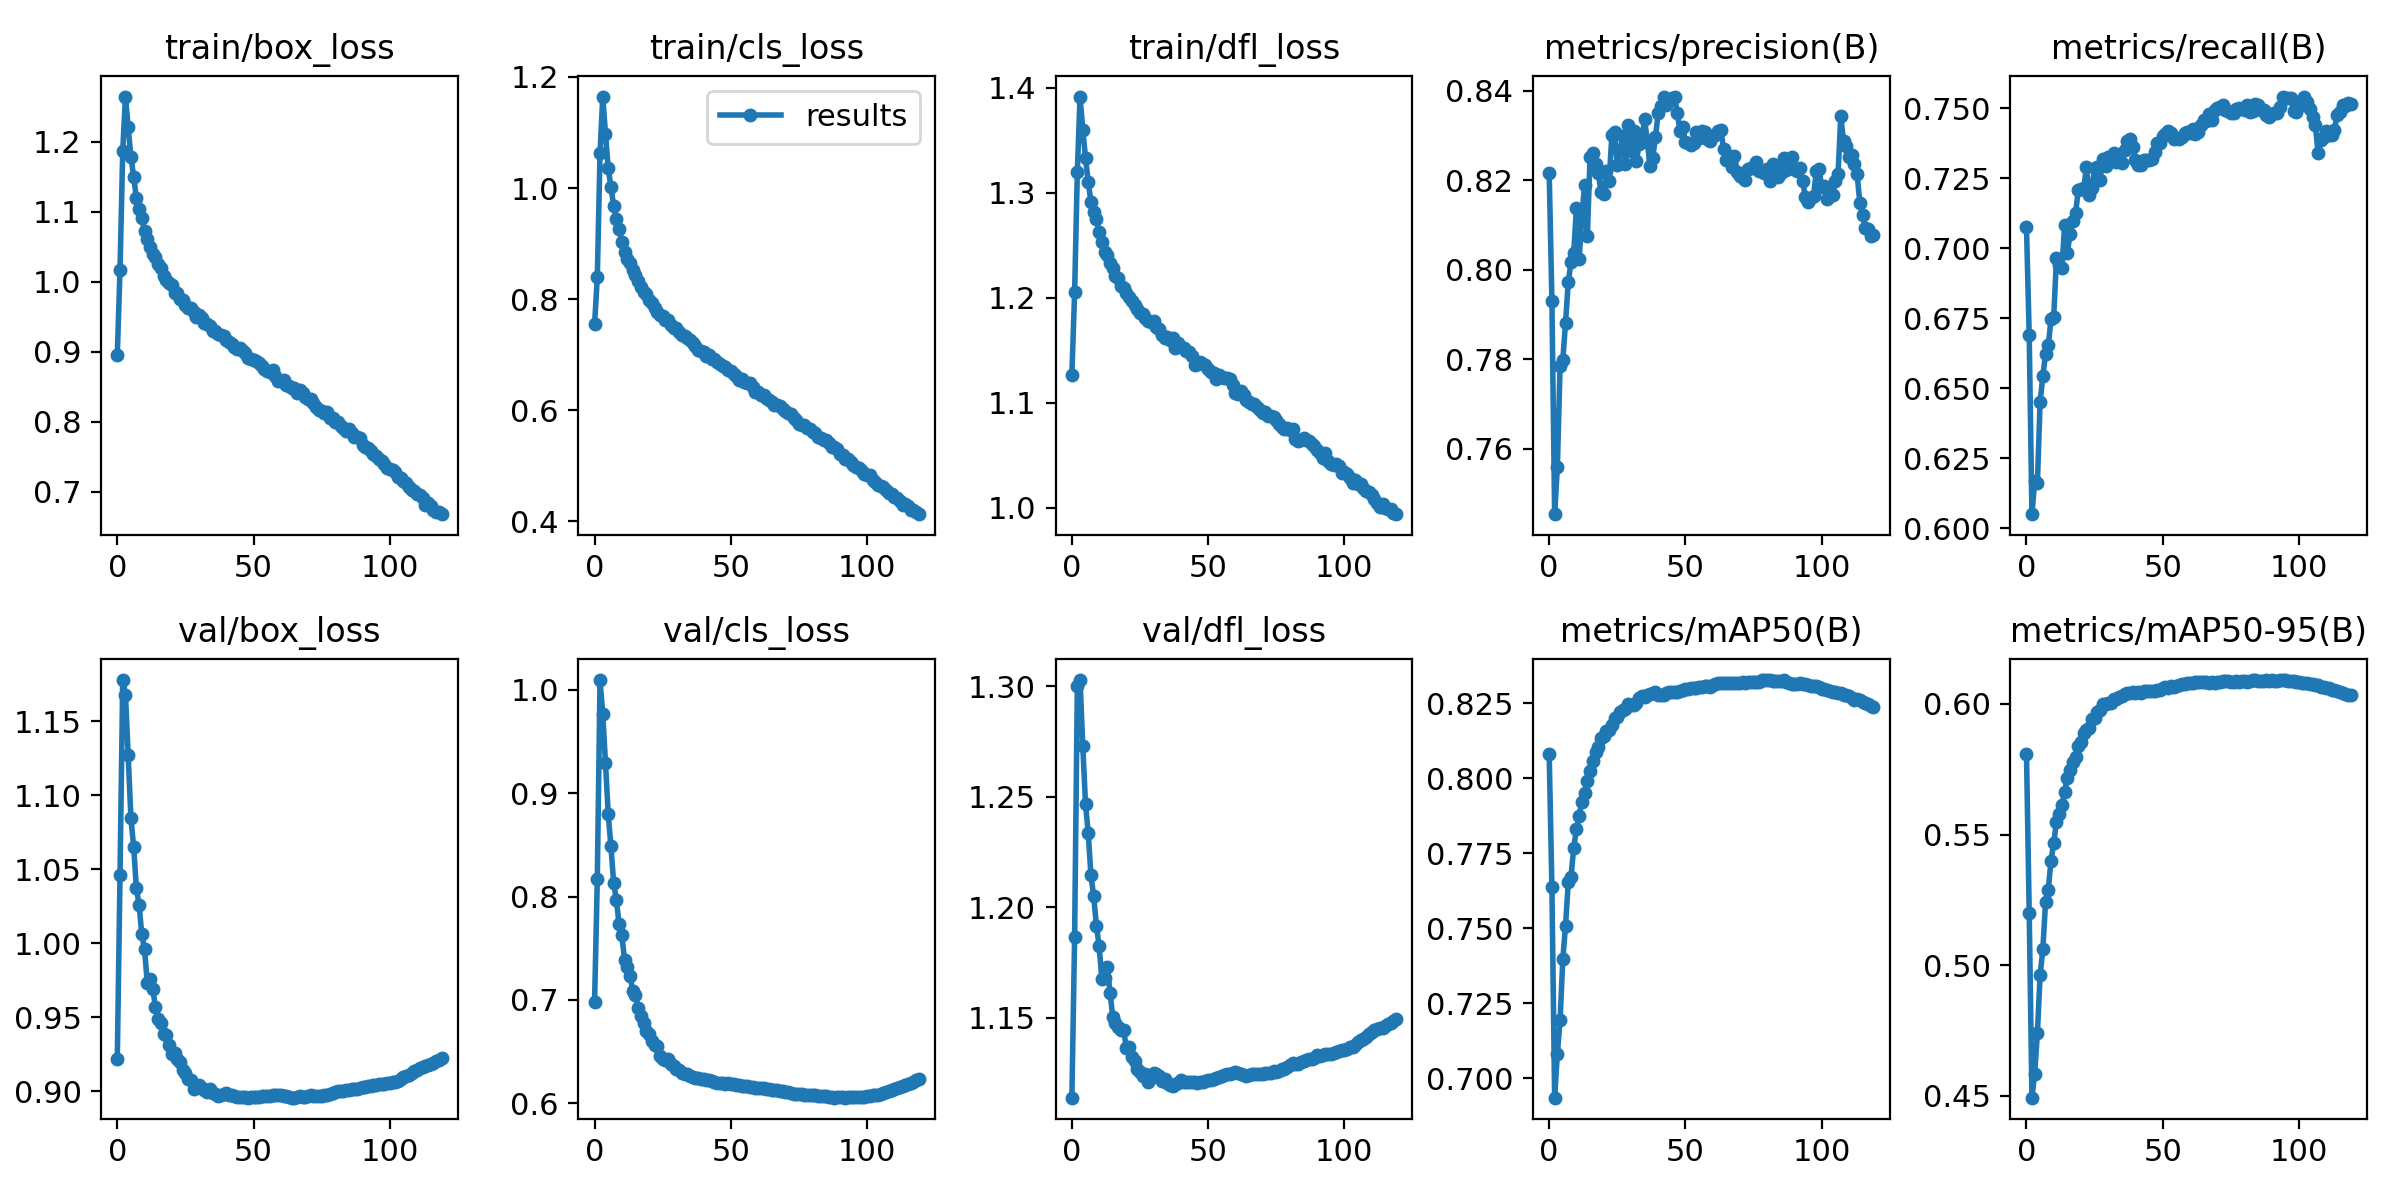 train/box_loss
1.2
1.1
1.0
0.9
0.8
0.7
0 50 100
train/cls_loss
results
1.2
1.0
0.8
0.6
0.4
0 50 100
train/dfl_loss
1.4
1.3
1.2
1.1
1.0
0 50 100
metrics/precision(B)
0.84
0.82
0.80
0.78
0.76
0 50 100
metrics/recall(B)
0.750
0.725
0.700
0.675
0.650
0.625
0.600
0 50 100
val/box_loss
1.15
1.10
1.05
1.00
0.95
0.90
0 50 100
val/cls_loss
1.0
0.9
0.8
0.7
0.6
0 50 100
val/dfl_loss
1.30
1.25
1.20
1.15
0 50 100
metrics/mAP50(B)
0.825
0.800
0.775
0.750
0.725
0.700
0 50 100
metrics/mAP50-95(B)
0.60
0.55
0.50
0.45
0 50 100